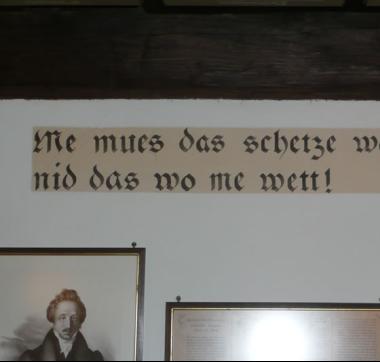 Me mues das schetze w
nid das wo me wett!